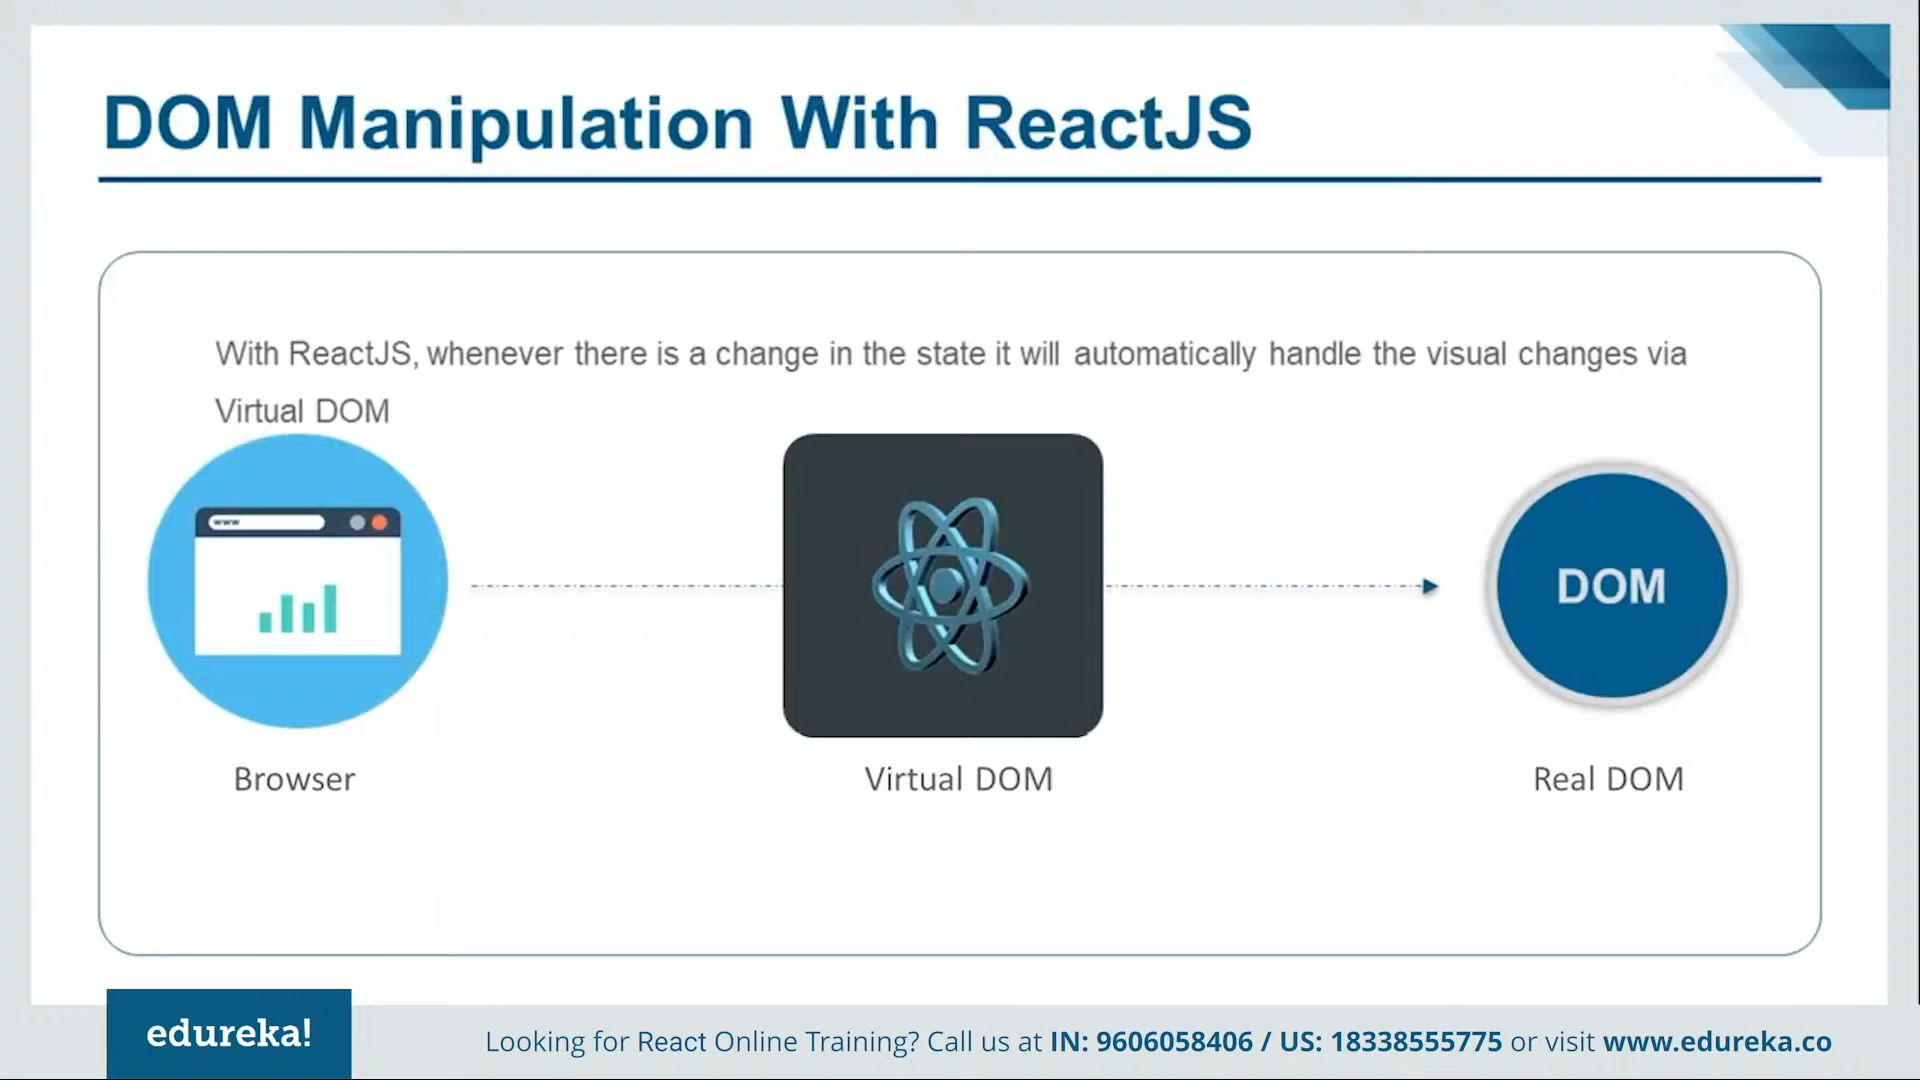 DOM Manipulation With ReactJS
With ReactJS, whenever there is a change in the state it will automatically handle the visual changes via
Virtual DOM
www
DOM
Browser
Virtual DOM
Real DOM
edureka!
Looking for React Online Training? Call us at IN: 9606058406 / US: 18338555775 or visit www.edureka.co